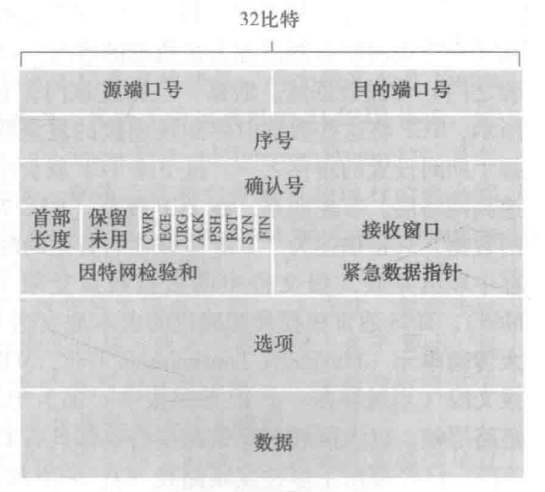 32比特
源端口号 目的端口号
序号
确认号
首部 保留 CWR ECE URG ACK PSH RST SYN FIN 接收窗口
长度 未用
因特网检验和 紧急数据指针
选项
数据